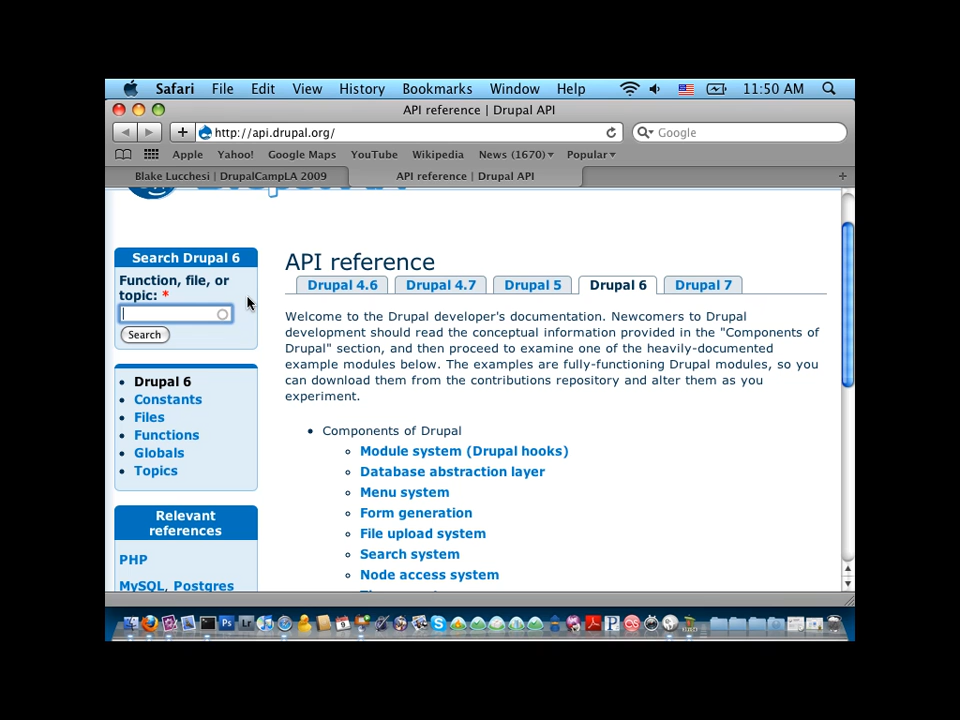 Safari File Edit View History Bookmarks Window Help 11:50 AM
API reference | Drupal API
http://api.drupal.org/
Google
Apple Yahoo! Google Maps YouTube Wikipedia News (1670) Popular
Blake Lucchesi | DrupalCampLA 2009
API reference | Drupal API
Search Drupal 6
Function, file, or
topic: *
Search
Drupal 6
Constants
Files
Functions
Globals
Topics
Relevant
references
PHP
MySQL, Postgres
API reference
Drupal 4.6 Drupal 4.7 Drupal 5 Drupal 6 Drupal 7
Welcome to the Drupal developer's documentation. Newcomers to Drupal
development should read the conceptual information provided in the "Components of
Drupal" section, and then proceed to examine one of the heavily-documented
example modules below. The examples are fully-functioning Drupal modules, so you
can download them from the contributions repository and alter them as you
experiment.
Components of Drupal
Module system (Drupal hooks)
Database abstraction layer
Menu system
Form generation
File upload system
Search system
Node access system